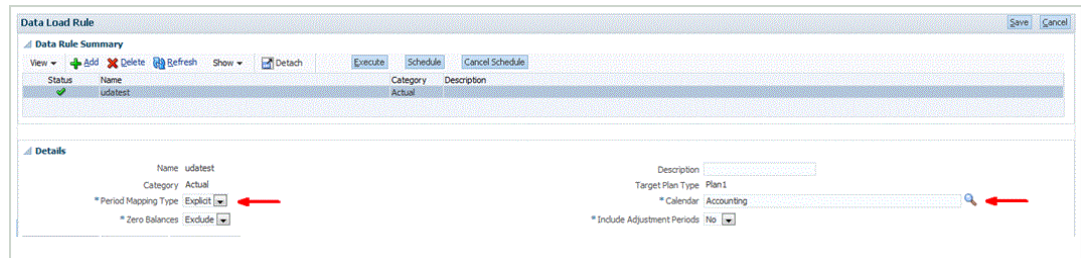 Data Load Rule Save Cancel
Data Rule Summary
View Add Delete Refresh Show Detach Execute Schedule Cancel Schedule
Status Name Category Description
udatest Actual
Details
Name udatest Description
Category Actual Target Plan Type Plan1
* Period Mapping Type Explicit * Calendar Accounting
* Zero Balances Exclude * Include Adjustment Periods No